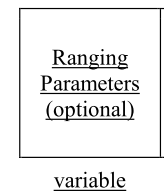 Ranging
Parameters
(optional)
variable